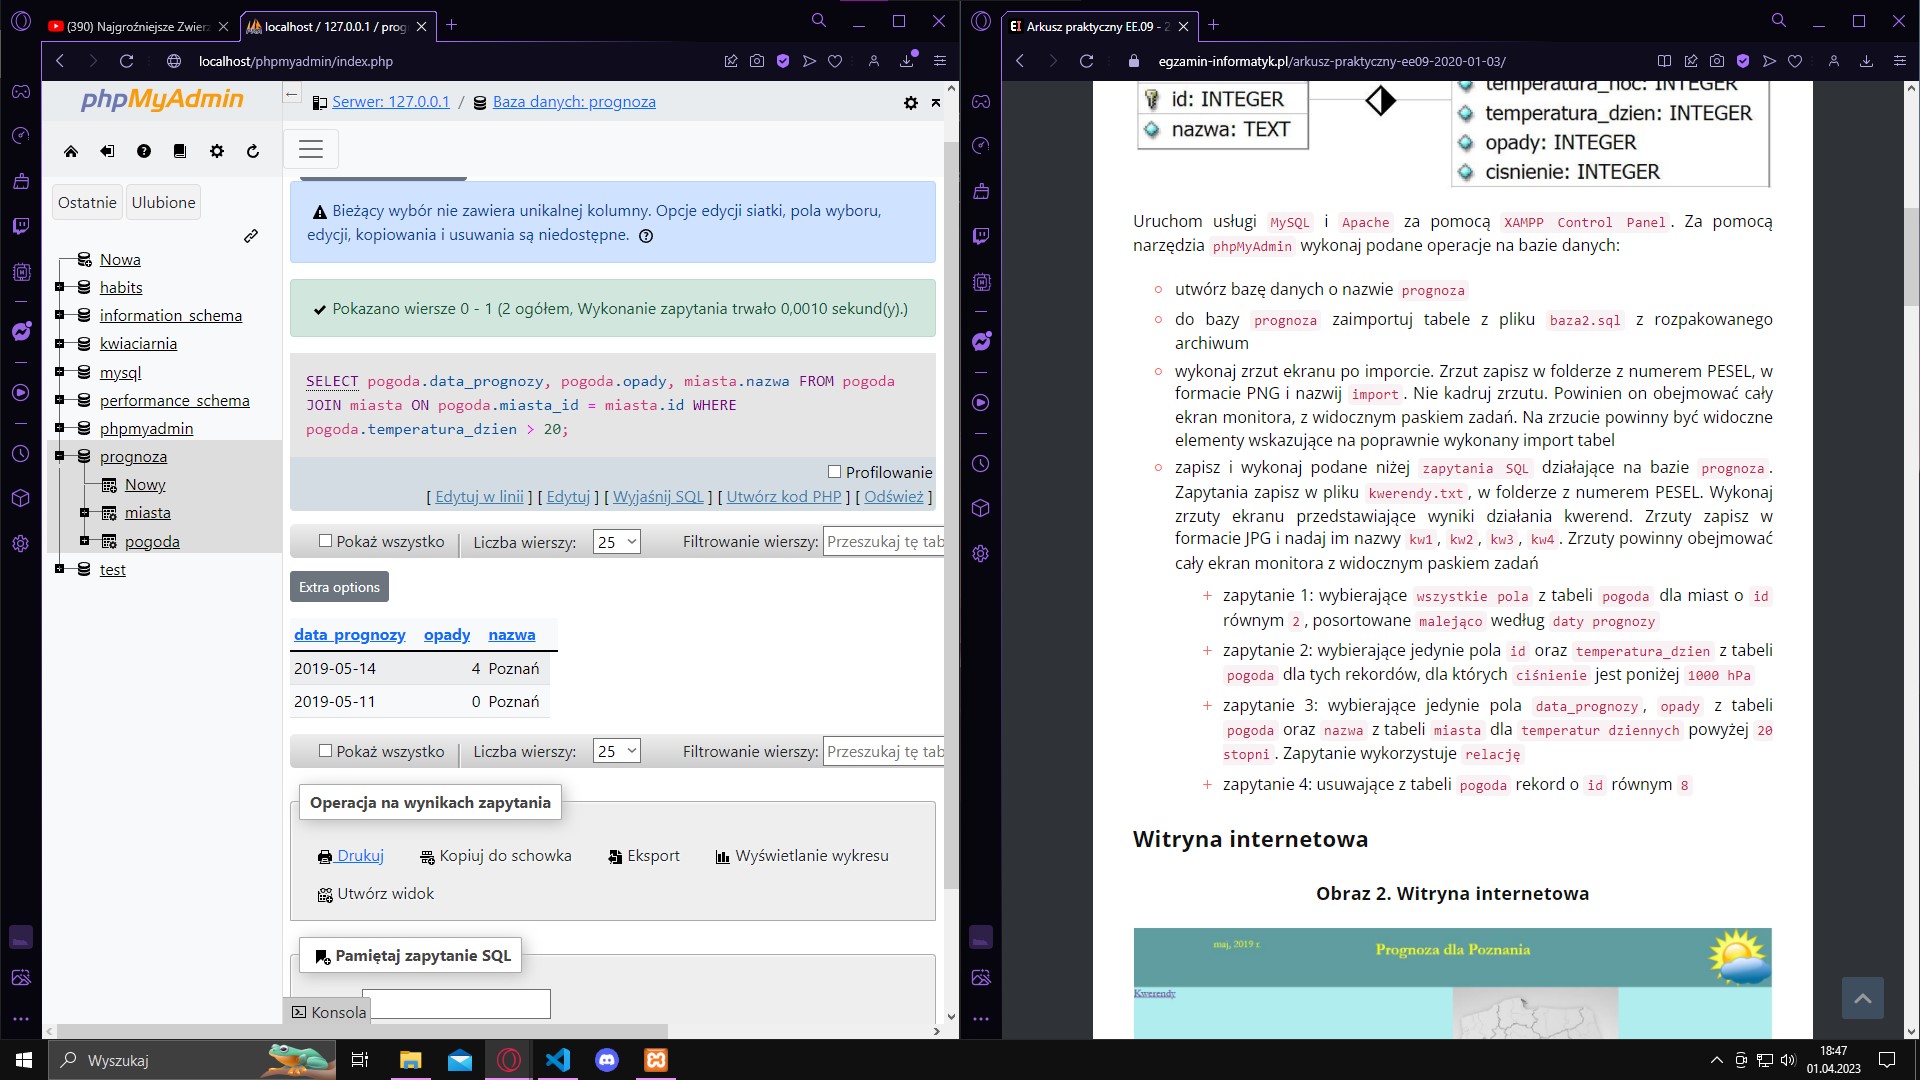 (390) Najgroźniejsze Zwier
localhost / 127.0.0.1 / prog
localhost/phpmyadmin/index.php
phpMyAdmin
Ostatnie
Ulubione
Nowa
habits
information_schema
kwiaciarnia
mysql
performance_schema
phpmyadmin
prognoza
Nowy
miasta
pogoda
test
Serwer: 127.0.0.1 / Baza danych: prognoza
Bieżący wybór nie zawiera unikalnej kolumny. Opcje edycji siatki, pola wyboru,
edycji, kopiowania i usuwania są niedostępne.
Pokazano wiersze 0 - 1 (2 ogółem, Wykonanie zapytania trwało 0,0010 sekund(y).)
SELECT pogoda.data_prognozy, pogoda.opady, miasta.nazwa FROM pogoda
JOIN miasta ON pogoda.miasta_id = miasta.id WHERE
pogoda.temperatura_dzien > 20;
Profilowanie
[ Edytuj w linii ] [ Edytuj ] [ Wyjaśnij SQL ] [ Utwórz kod PHP ] [ Odśwież ]
Pokaż wszystko Liczba wierszy: 25 Filtrowanie wierszy: Przeszukaj tę tab
Extra options
data_prognozy opady nazwa
2019-05-14 4 Poznań
2019-05-11 0 Poznań
Pokaż wszystko Liczba wierszy: 25 Filtrowanie wierszy: Przeszukaj tę tab
Operacja na wynikach zapytania
Drukuj Kopiuj do schowka Eksport Wyświetlanie wykresu
Utwórz widok
Pamiętaj zapytanie SQL
Konsola
Arkusz praktyczny EE.09 - 2
egzamin-informatyk.pl/arkusz-praktyczny-ee09-2020-01-03/
id: INTEGER
nazwa: TEXT
temperatura_noc: INTEGER
temperatura_dzien: INTEGER
opady: INTEGER
cisnienie: INTEGER
Uruchom usługi MySQL i Apache za pomocą XAMPP Control Panel. Za pomocą
narzędzia phpMyAdmin wykonaj podane operacje na bazie danych:
utwórz bazę danych o nazwie prognoza
do bazy prognoza zaimportuj tabele z pliku baza2.sql z rozpakowanego
archiwum
wykonaj zrzut ekranu po imporcie. Zrzut zapisz w folderze z numerem PESEL, w
formacie PNG i nazwij import. Nie kadruj zrzutu. Powinien on obejmować cały
ekran monitora, z widocznym paskiem zadań. Na zrzucie powinny być widoczne
elementy wskazujące na poprawnie wykonany import tabel
zapisz i wykonaj podane niżej zapytania SQL działające na bazie prognoza.
Zapytania zapisz w pliku kwerendy.txt, w folderze z numerem PESEL. Wykonaj
zrzuty ekranu przedstawiające wyniki działania kwerend. Zrzuty zapisz w
formacie JPG i nadaj im nazwy kw1, kw2, kw3, kw4. Zrzuty powinny obejmować
cały ekran monitora z widocznym paskiem zadań
+ zapytanie 1: wybierające wszystkie pola z tabeli pogoda dla miast o id
równym 2, posortowane malejąco według daty prognozy
+ zapytanie 2: wybierające jedynie pola id oraz temperatura_dzien z tabeli
pogoda dla tych rekordów, dla których ciśnienie jest poniżej 1000 hPa
+ zapytanie 3: wybierające jedynie pola data_prognozy, opady z tabeli
pogoda oraz nazwa z tabeli miasta dla temperatur dziennych powyżej 20
stopni. Zapytanie wykorzystuje relację
+ zapytanie 4: usuwające z tabeli pogoda rekord o id równym 8
Witryna internetowa
Obraz 2. Witryna internetowa
maj, 2019 r.
Prognoza dla Poznania
Kwerendy
Wyszukaj
18:47
01.04.2023